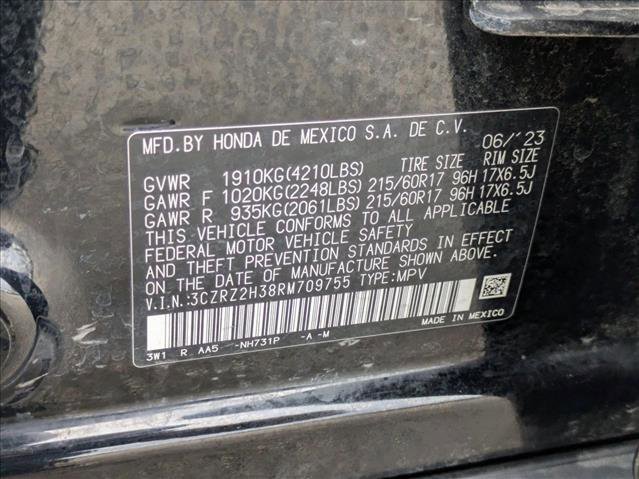 MFD.BY HONDA DE MEXICO S.A. DE C.V. 06/'23
GVWR 1910KG(4210LBS) TIRE SIZE RIM SIZE
GAWR F 1020KG(2248LBS) 215/60R17 96H 17X6.5J
GAWR R 935KG(2061LBS) 215/60R17 96H 17X6.5J
THIS VEHICLE CONFORMS TO ALL APPLICABLE
FEDERAL MOTOR VEHICLE SAFETY
AND THEFT PREVENTION STANDARDS IN EFFECT
ON THE DATE OF MANUFACTURE SHOWN ABOVE.
V.I.N.:3CZRZ2H38RM709755 TYPE:MPV
MADE IN MEXICO
3W1 R AA5 -NH731P -A -M